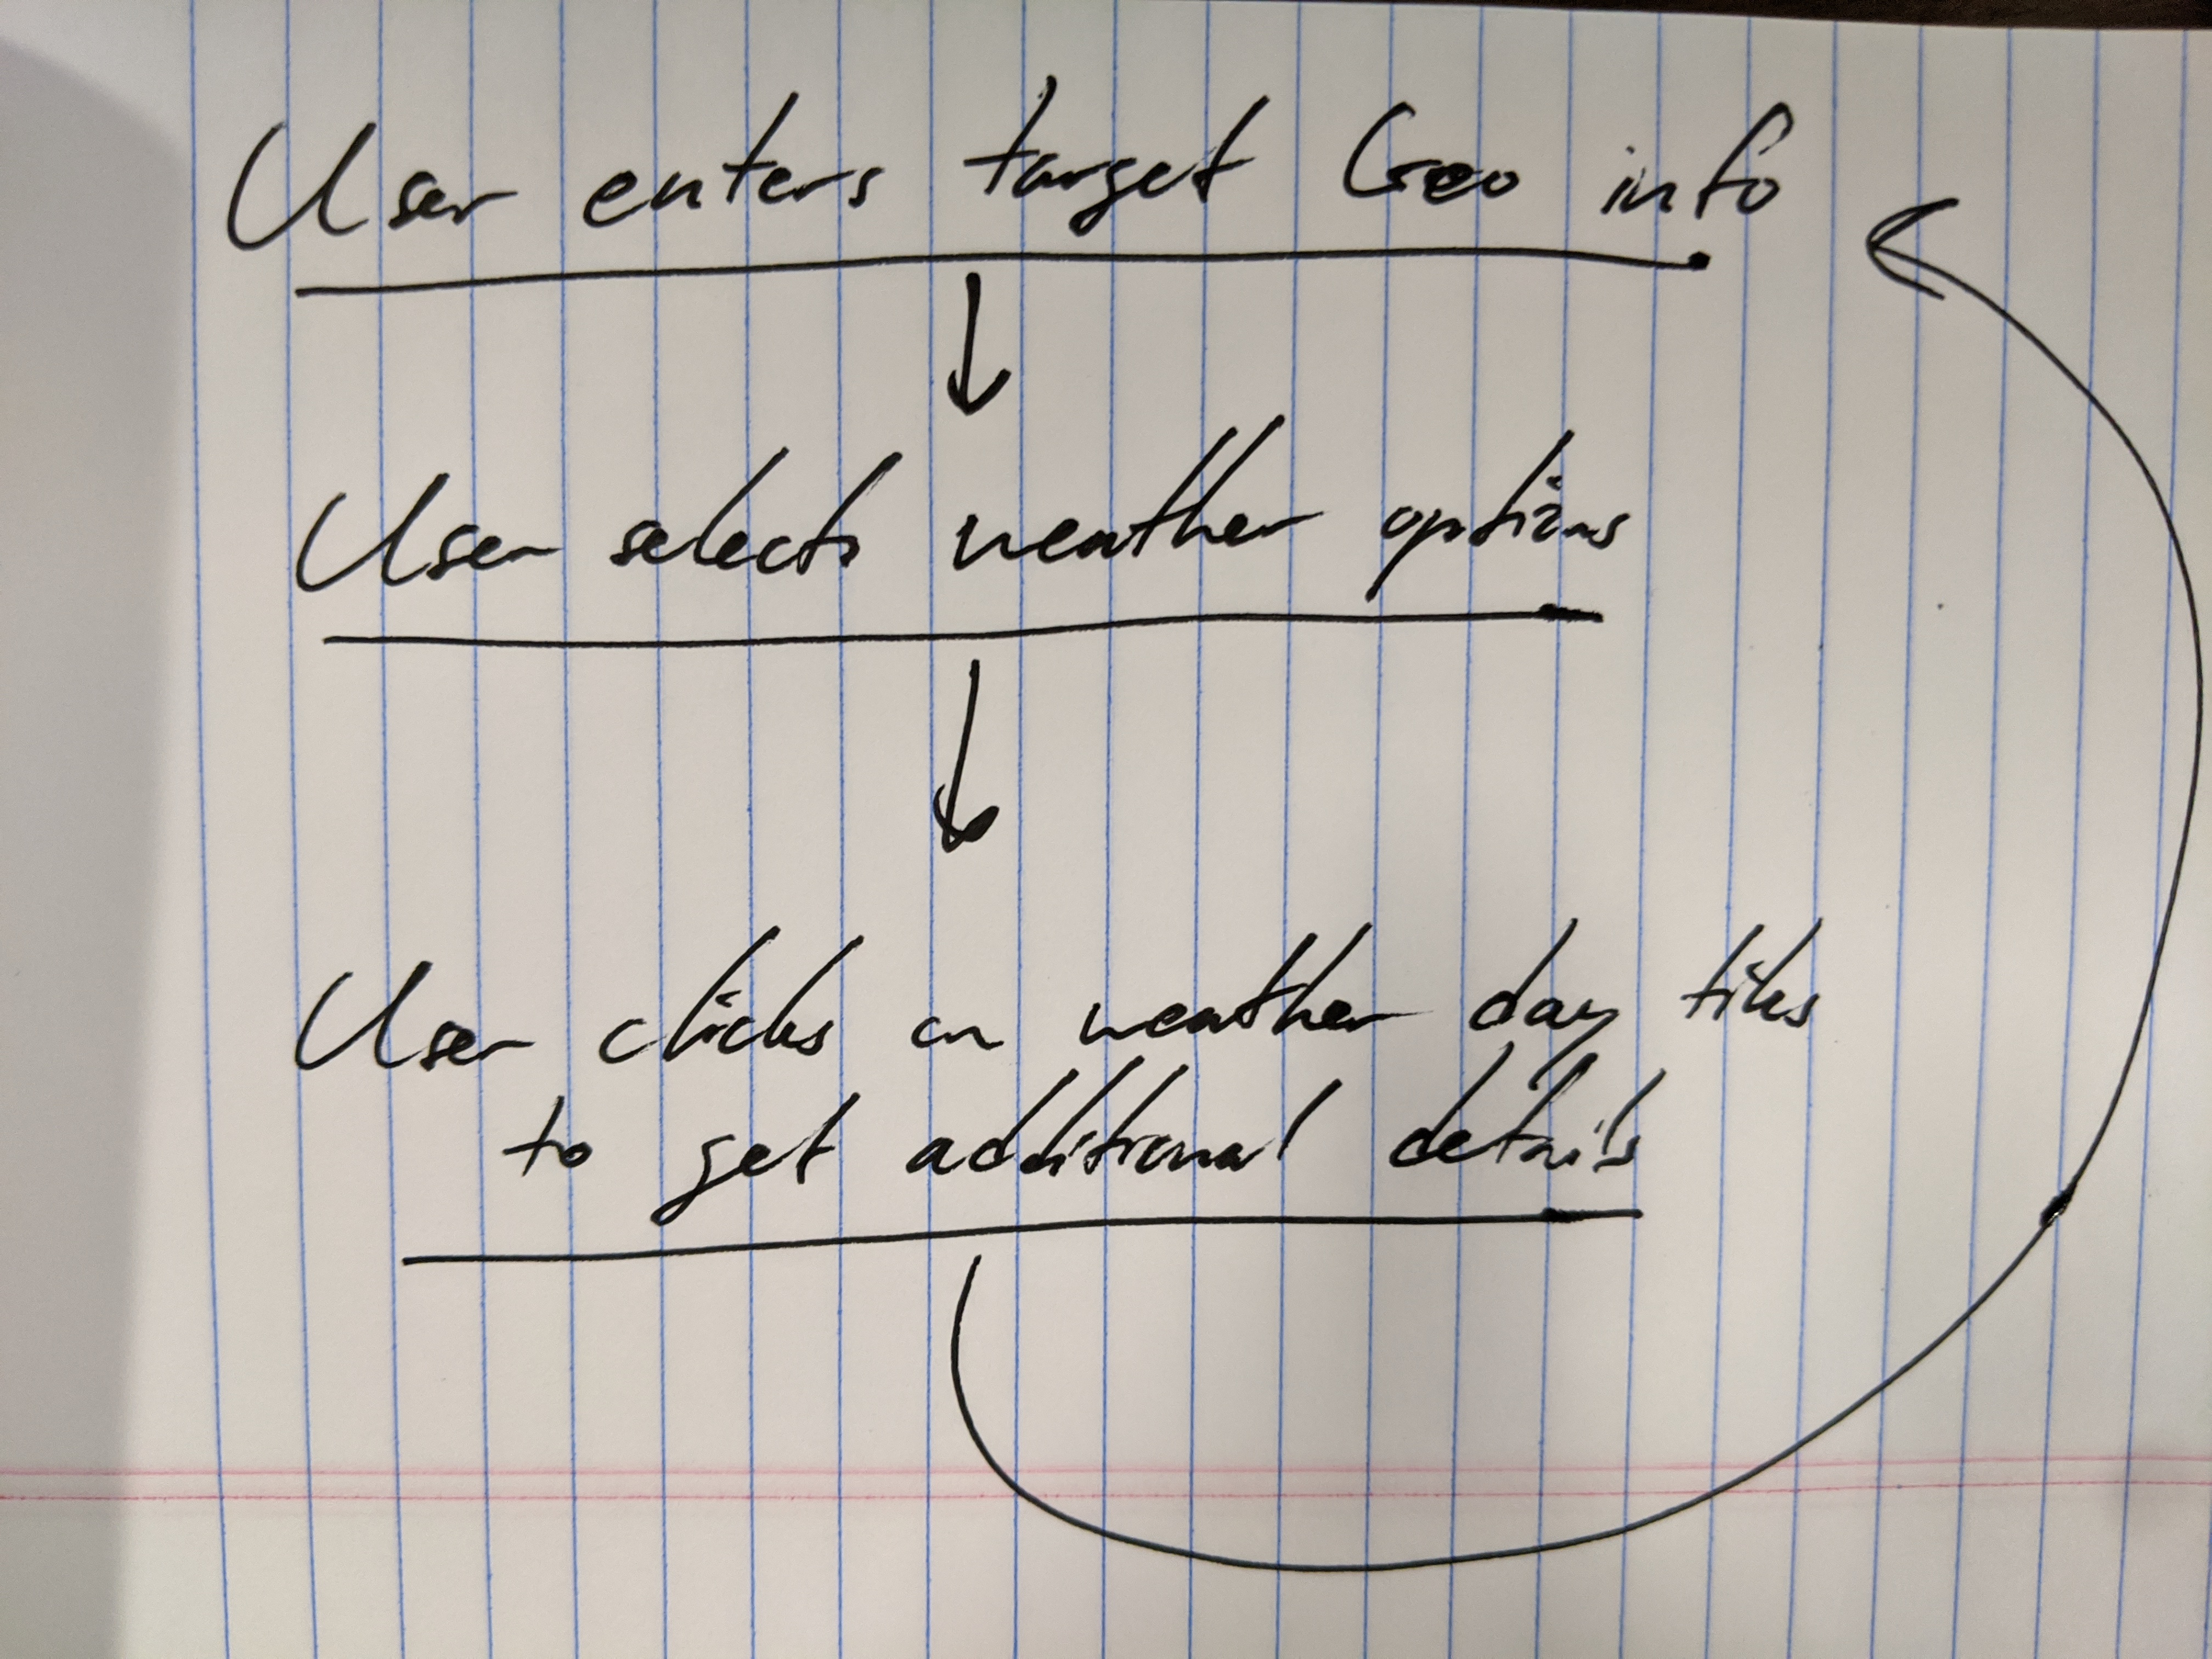 User enters target Geo info
User selects weather options
User clicks on weather day tiles
to get additional details